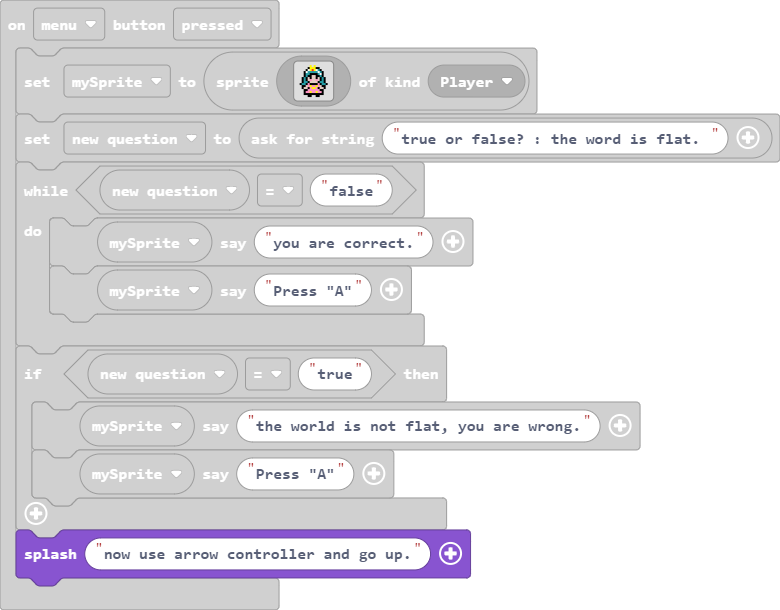 on menu button pressed
set mySprite to sprite of kind Player
set new question to ask for string "true or false? : the word is flat. "
while new question = "false"
do
mySprite say "you are correct."
mySprite say "Press "A""
if new question = "true" then
mySprite say "the world is not flat, you are wrong."
mySprite say "Press "A""
splash "now use arrow controller and go up."